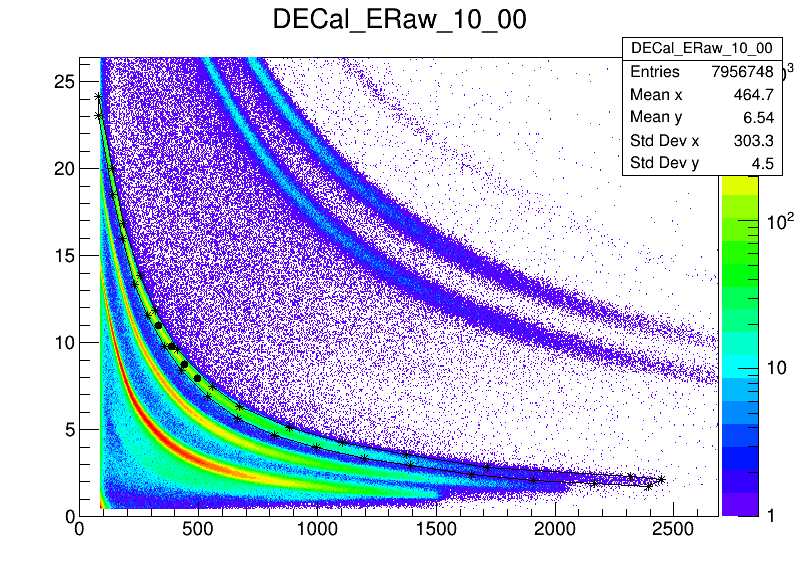 DECal_ERaw_10_00
DECal_ERaw_10_00
Entries 7956748
Mean x 464.7
Mean y 6.54
Std Dev x 303.3
Std Dev y 4.5
25
20
15
10
5
0
0 500 1000 1500 2000 2500
10²
10
1